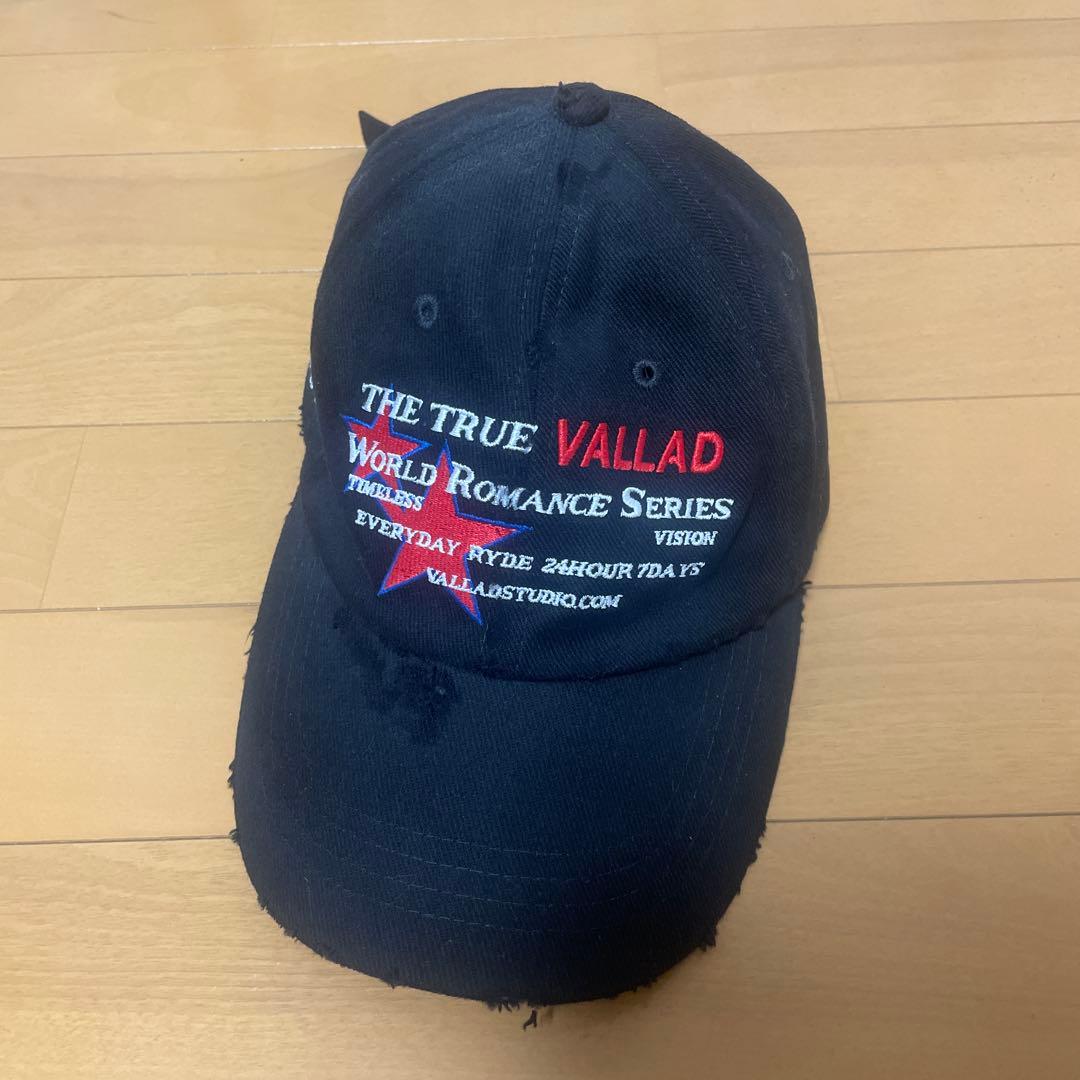 THE TRUE VALLAD
WORLD ROMANCE SERIES
TIMELESS
VISION
EVERYDAY RYDE 24HOUR 7DAYS
VALLADSTUDIO.COM